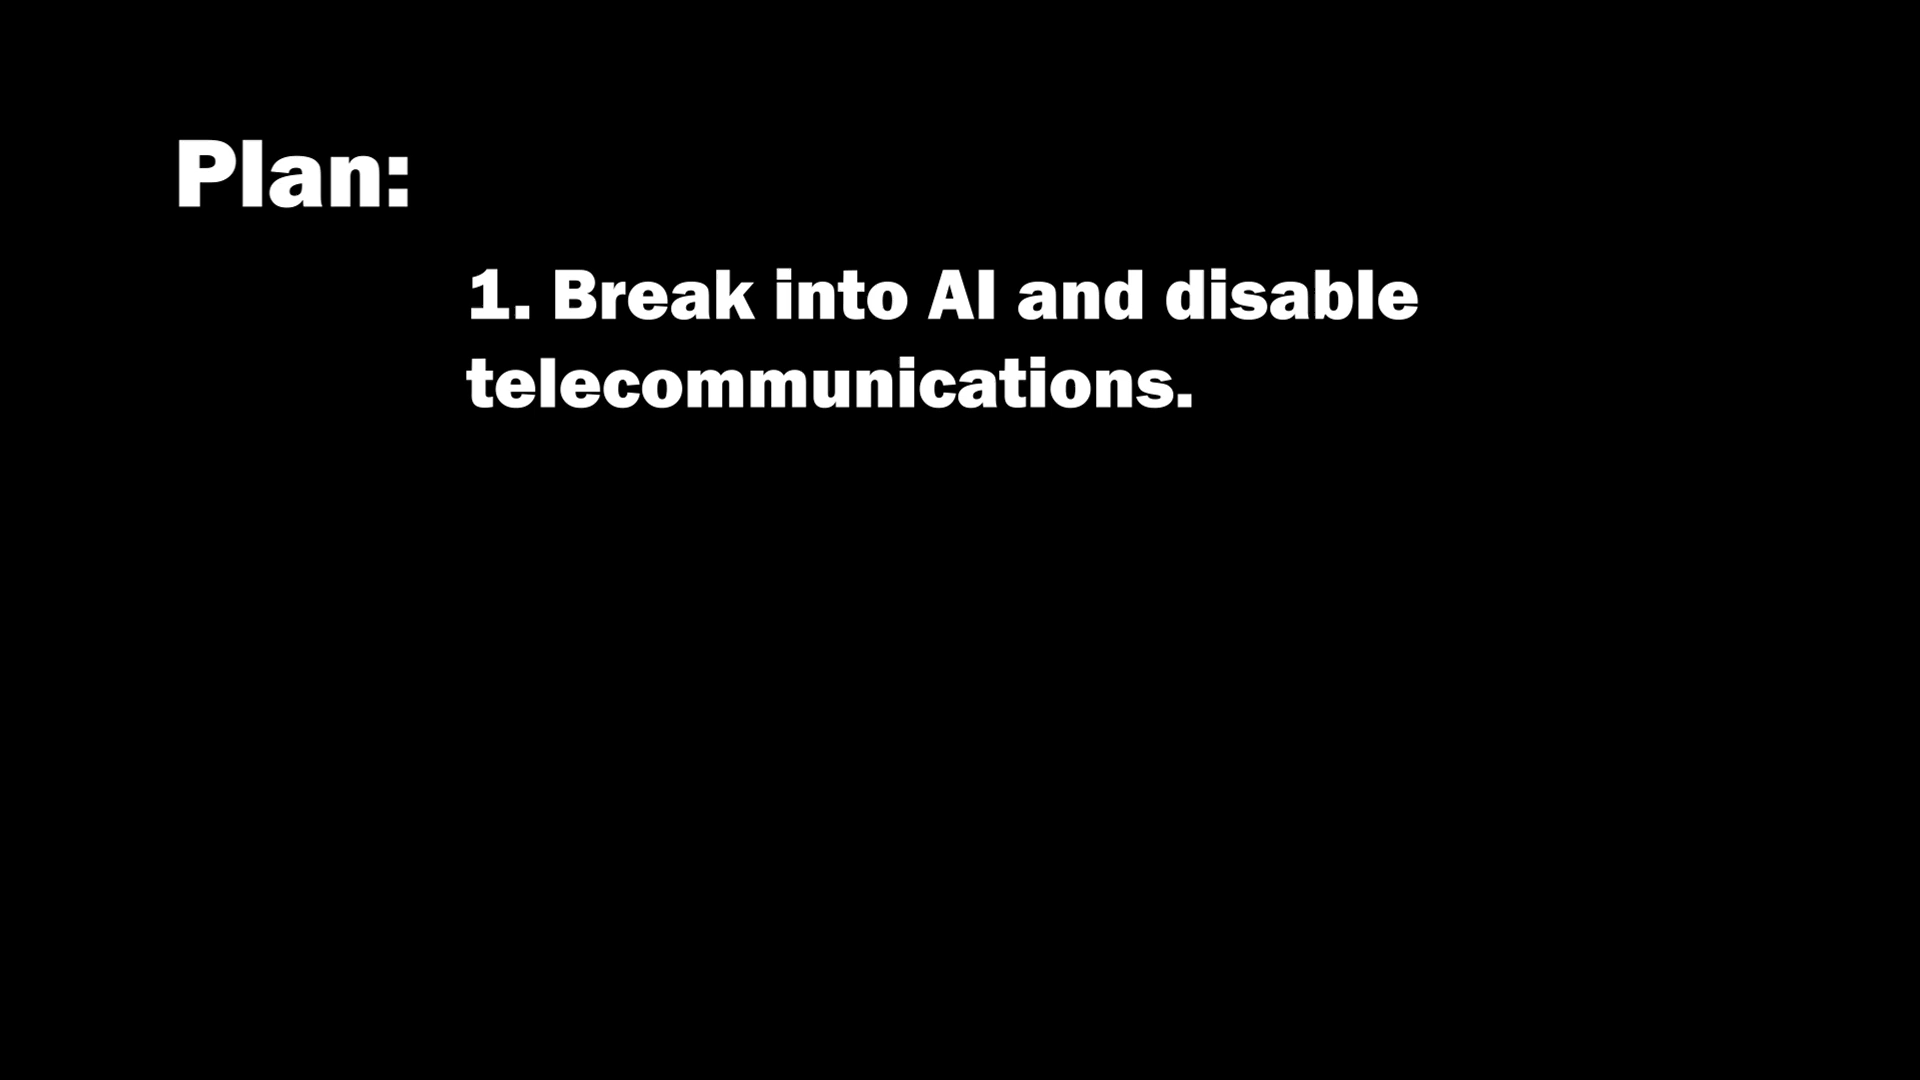 Plan:
1. Break into AI and disable
telecommunications.